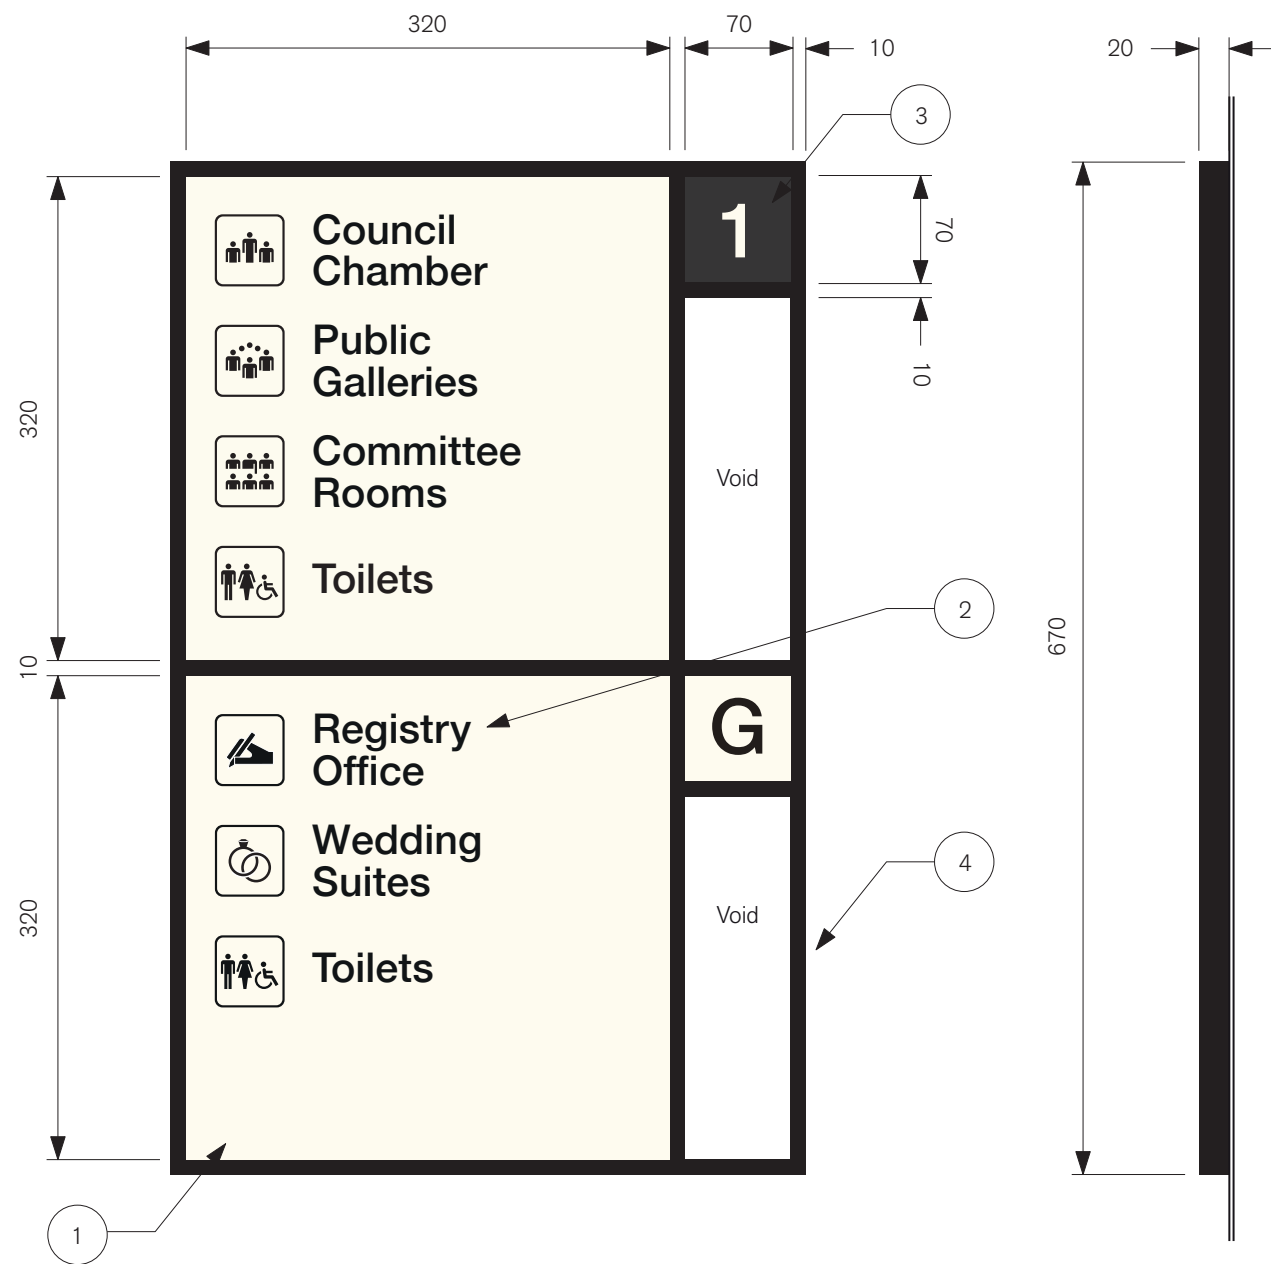 320
70
10
20
3
1
70
10
Council
Chamber
Public
Galleries
Committee
Rooms
Toilets
320
Void
2
670
10
Registry
Office
G
Wedding
Suites
4
Void
320
Toilets
1